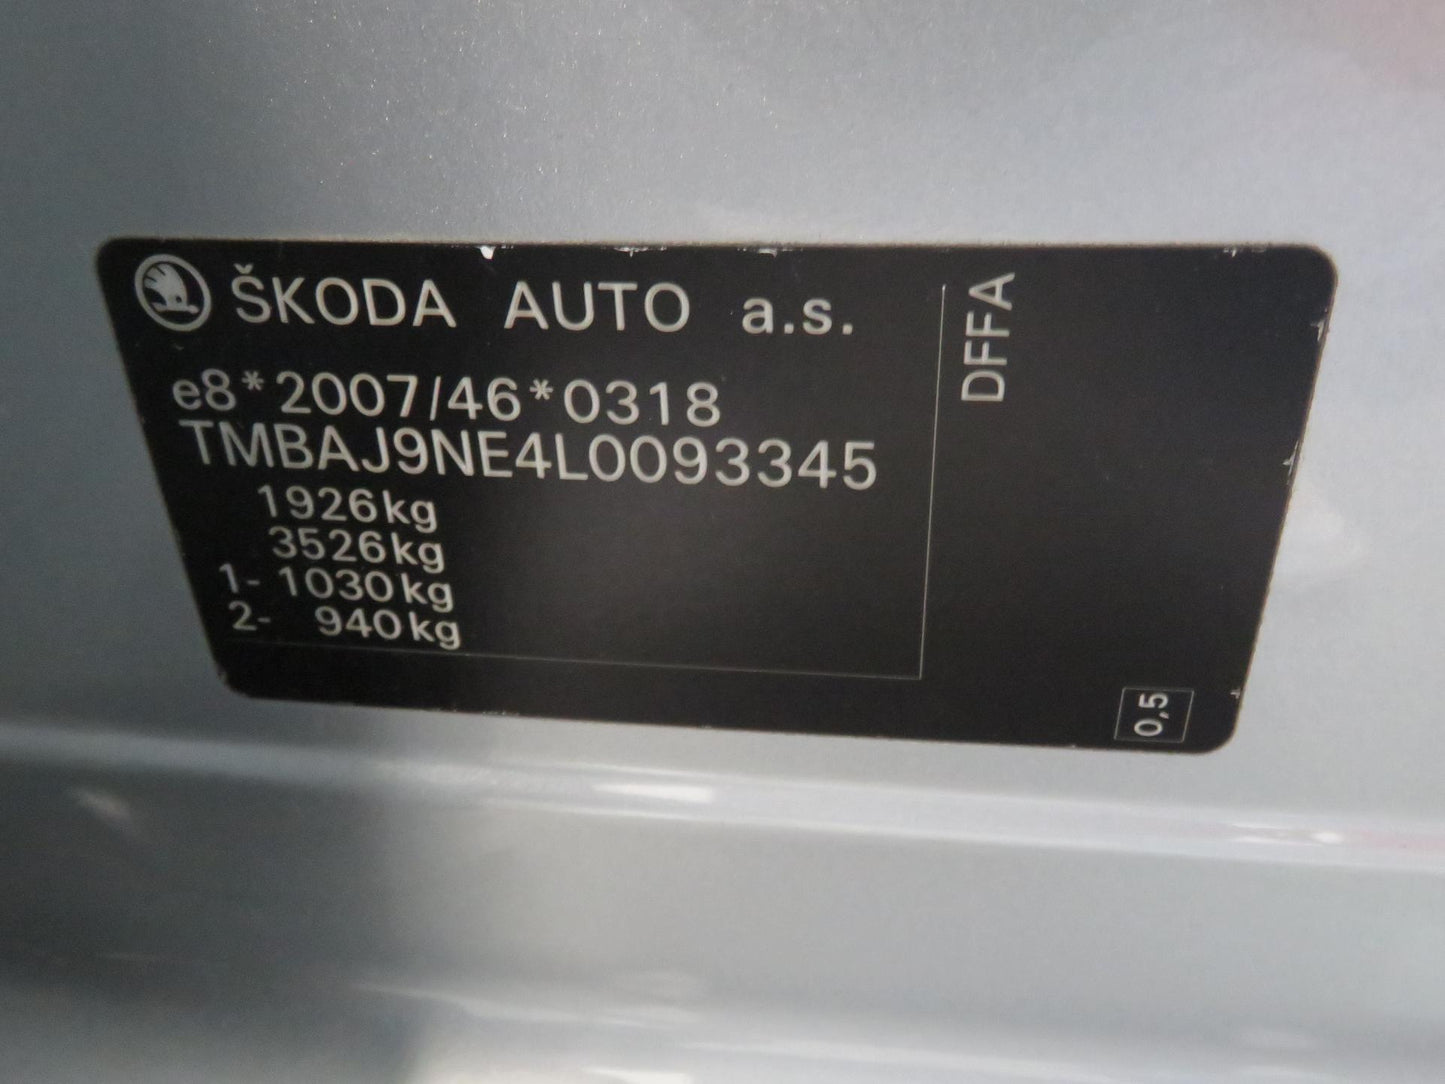 ŠKODA AUTO a.s.
e8*2007/46*0318
TMBAJ9NE4L0093345
1926kg
3526kg
1- 1030kg
2- 940kg
DFFA
0,5